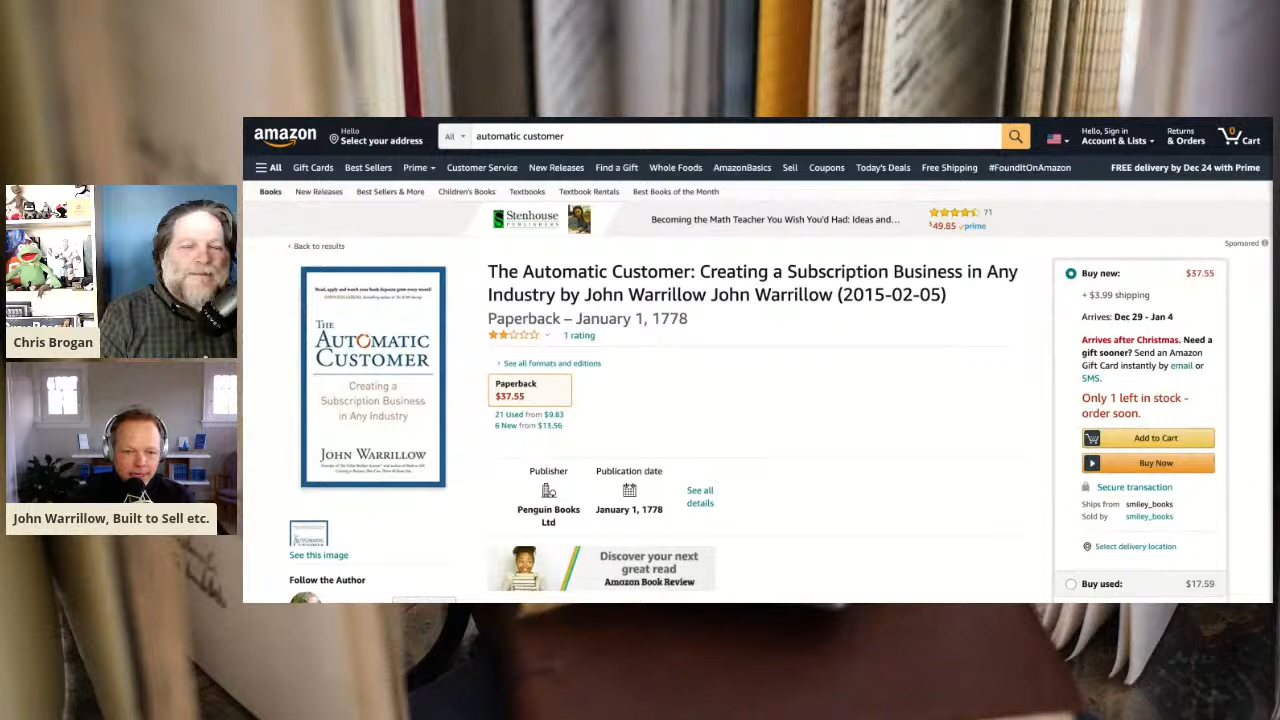 amazon
Hello
Select your address
All
automatic customer
Hello, Sign in
Account & Lists
Returns
& Orders
0
Cart
All
Gift Cards
Best Sellers
Prime
Customer Service
New Releases
Find a Gift
Whole Foods
AmazonBasics
Sell
Coupons
Today's Deals
Free Shipping
#FoundItOnAmazon
FREE delivery by Dec 24 with Prime
Books
New Releases
Best Sellers & More
Children's Books
Textbooks
Textbook Rentals
Best Books of the Month
Stenhouse
PUBLISHERS
Becoming the Math Teacher You Wish You'd Had: Ideas and...
71
$49.85 prime
Sponsored
‹ Back to results
THE
AUTOMATIC
CUSTOMER
Creating a
Subscription Business
in Any Industry
JOHN WARRILLOW
See this image
Follow the Author
The Automatic Customer: Creating a Subscription Business in Any
Industry by John Warrillow John Warrillow (2015-02-05)
Paperback – January 1, 1778
1 rating
› See all formats and editions
Paperback
$37.55
21 Used from $9.83
6 New from $13.56
Publisher
Penguin Books
Ltd
Publication date
January 1, 1778
See all
details
Discover your next
great read
Amazon Book Review
Buy new:
$37.55
+ $3.99 shipping
Arrives: Dec 29 - Jan 4
Arrives after Christmas. Need a
gift sooner? Send an Amazon
Gift Card instantly by email or
SMS.
Only 1 left in stock -
order soon.
Add to Cart
Buy Now
Secure transaction
Ships from smiley_books
Sold by smiley_books
Select delivery location
Buy used:
$17.59
Chris Brogan
John Warrillow, Built to Sell etc.